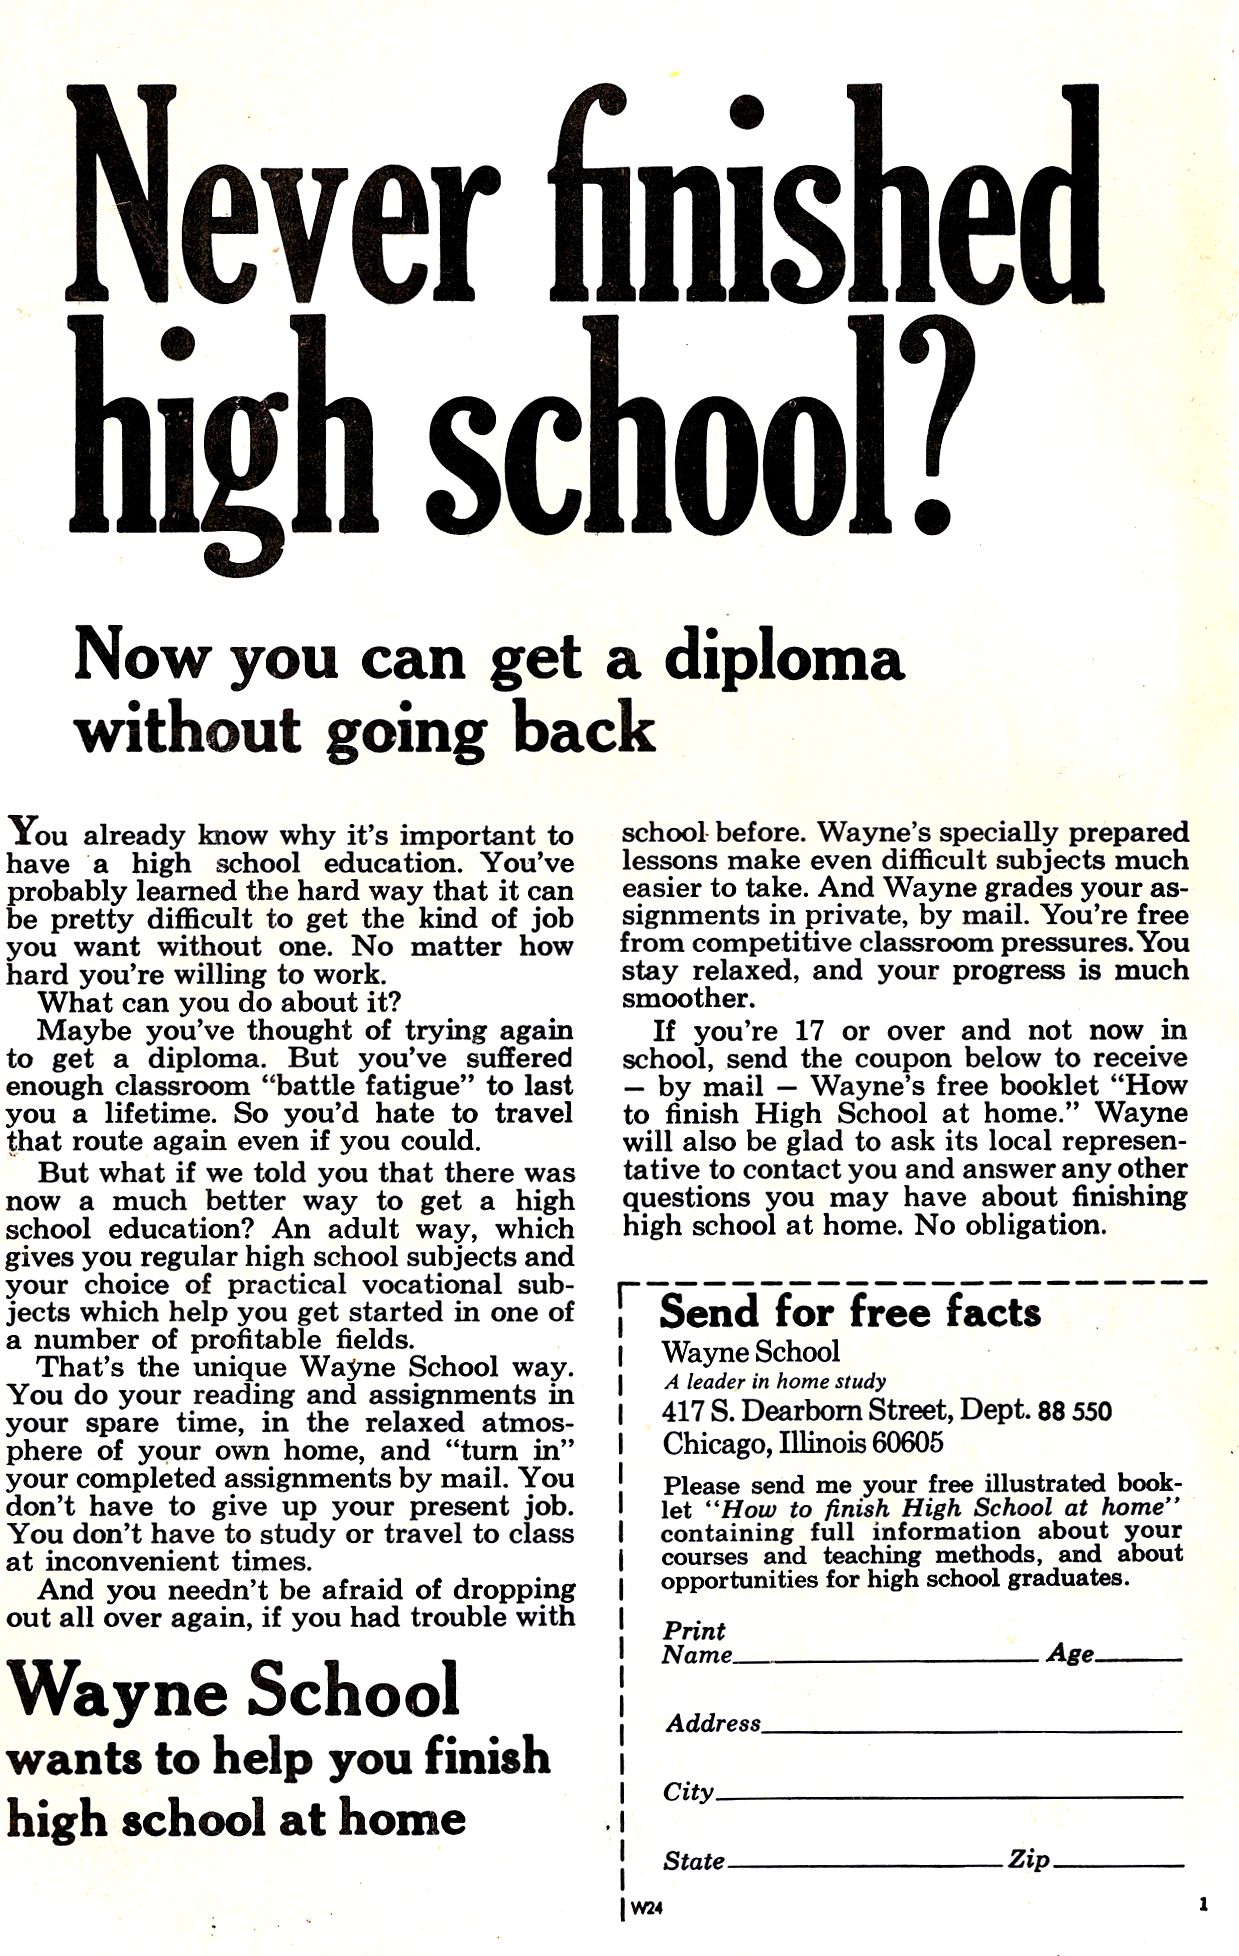 Never finished
high school?
Now you can get a diploma
without going back
You already know why it's important to
have a high school education. You've
probably learned the hard way that it can
be pretty difficult to get the kind of job
you want without one. No matter how
hard you're willing to work.
What can you do about it?
Maybe you've thought of trying again
to get a diploma. But you've suffered
enough classroom "battle fatigue" to last
you a lifetime. So you'd hate to travel
that route again even if you could.
But what if we told you that there was
now a much better way to get a high
school education? An adult way, which
gives you regular high school subjects and
your choice of practical vocational sub-
jects which help you get started in one of
a number of profitable fields.
That's the unique Wayne School way.
You do your reading and assignments in
your spare time, in the relaxed atmos-
phere of your own home, and "turn in"
your completed assignments by mail. You
don't have to give up your present job.
You don't have to study or travel to class
at inconvenient times.
And you needn't be afraid of dropping
out all over again, if you had trouble with
school before. Wayne's specially prepared
lessons make even difficult subjects much
easier to take. And Wayne grades your as-
signments in private, by mail. You're free
from competitive classroom pressures. You
stay relaxed, and your progress is much
smoother.
If you're 17 or over and not now in
school, send the coupon below to receive
— by mail — Wayne's free booklet "How
to finish High School at home." Wayne
will also be glad to ask its local represen-
tative to contact you and answer any other
questions you may have about finishing
high school at home. No obligation.
Wayne School
wants to help you finish
high school at home
Send for free facts
Wayne School
A leader in home study
417 S. Dearborn Street, Dept. 88 550
Chicago, Illinois 60605
Please send me your free illustrated book-
let "How to finish High School at home"
containing full information about your
courses and teaching methods, and about
opportunities for high school graduates.
Print
Name Age
Address
City
State Zip
W24 1